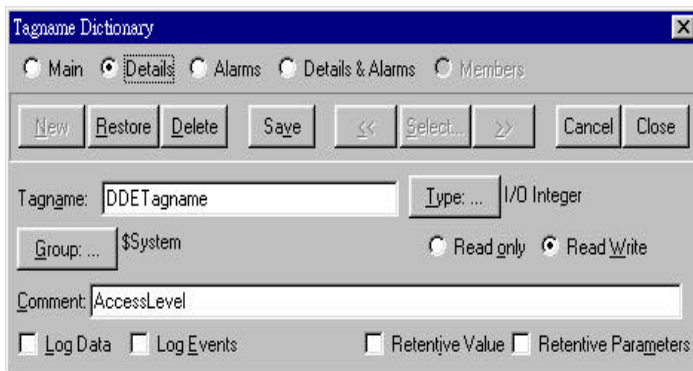 Tagname Dictionary
Main Details Alarms Details & Alarms Members
New Restore Delete Save << Select... >> Cancel Close
Tagname: DDETagname Type: ... I/O Integer
Group: ... $System Read only Read Write
Comment: AccessLevel
Log Data Log Events Retentive Value Retentive Parameters